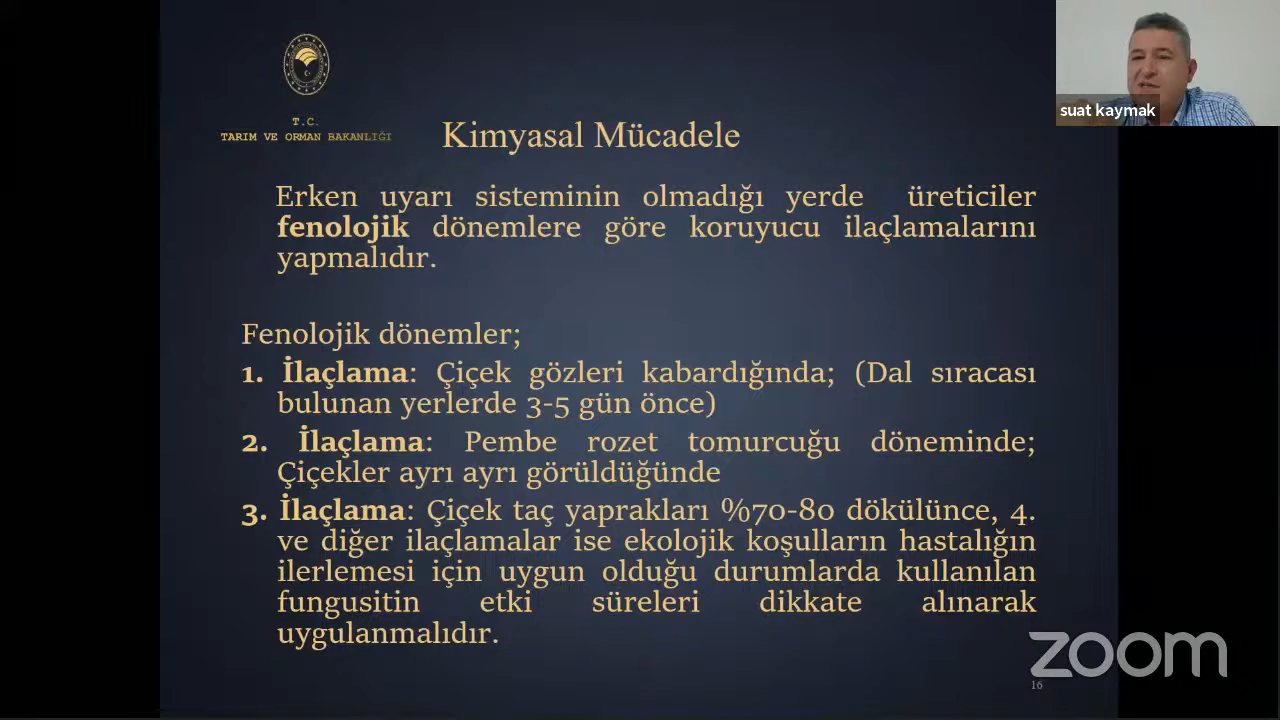 suat kaymak
T.C.
TARIM VE ORMAN BAKANLIĞI
Kimyasal Mücadele
Erken uyarı sisteminin olmadığı yerde üreticiler
fenolojik dönemlere göre koruyucu ilaçlamalarını
yapmalıdır.
Fenolojik dönemler;
1. İlaçlama: Çiçek gözleri kabardığında; (Dal sıracası
bulunan yerlerde 3-5 gün önce)
2. İlaçlama: Pembe rozet tomurcuğu döneminde;
Çiçekler ayrı ayrı görüldüğünde
3. İlaçlama: Çiçek taç yaprakları %70-80 dökülünce, 4.
ve diğer ilaçlamalar ise ekolojik koşulların hastalığın
ilerlemesi için uygun olduğu durumlarda kullanılan
fungusitin etki süreleri dikkate alınarak
uygulanmalıdır.
zoom
16